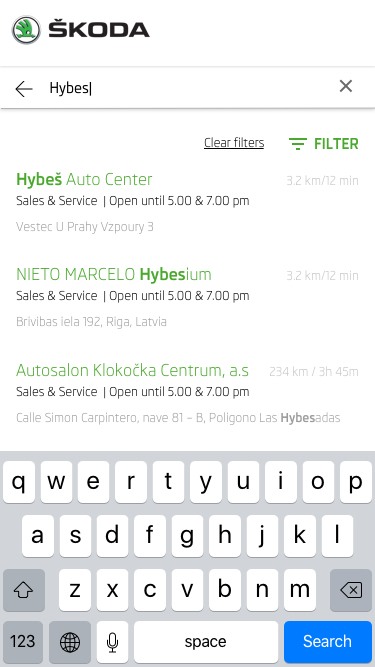 ŠKODA
Hybes
Clear filters FILTER
Hybeš Auto Center 3.2 km/12 min
Sales & Service | Open until 5.00 & 7.00 pm
Vestec U Prahy Vzpoury 3
NIETO MARCELO Hybesium 3.2 km/12 min
Sales & Service | Open until 5.00 & 7.00 pm
Brivibas iela 192, Riga, Latvia
Autosalon Klokočka Centrum, a.s 234 km / 3h 45m
Sales & Service | Open until 5.00 & 7.00 pm
Calle Simon Carpintero, nave 81 - B, Poligono Las Hybesadas
q w e r t y u i o p
a s d f g h j k l
z x c v b n m
123 space Search